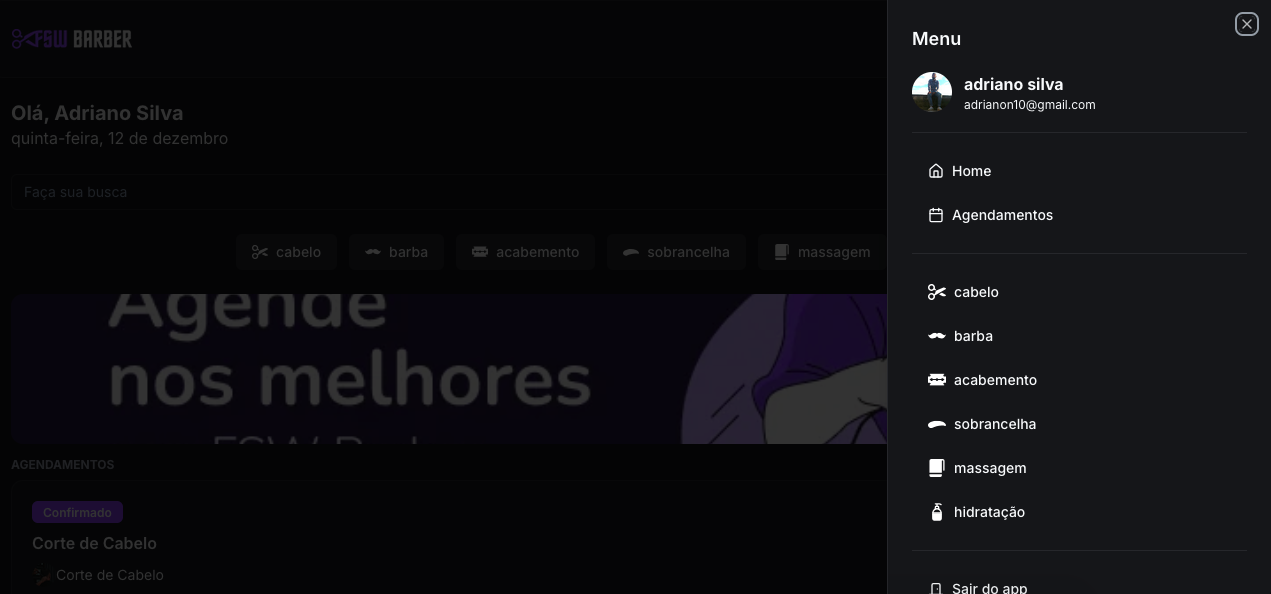 FSW BARBER
Olá, Adriano Silva
quinta-feira, 12 de dezembro
Faça sua busca
cabelo
barba
acabemento
sobrancelha
massagem
Agende
nos melhores
AGENDAMENTOS
Confirmado
Corte de Cabelo
Corte de Cabelo
Menu
adriano silva
adrianon10@gmail.com
Home
Agendamentos
cabelo
barba
acabemento
sobrancelha
massagem
hidratação
Sair do app